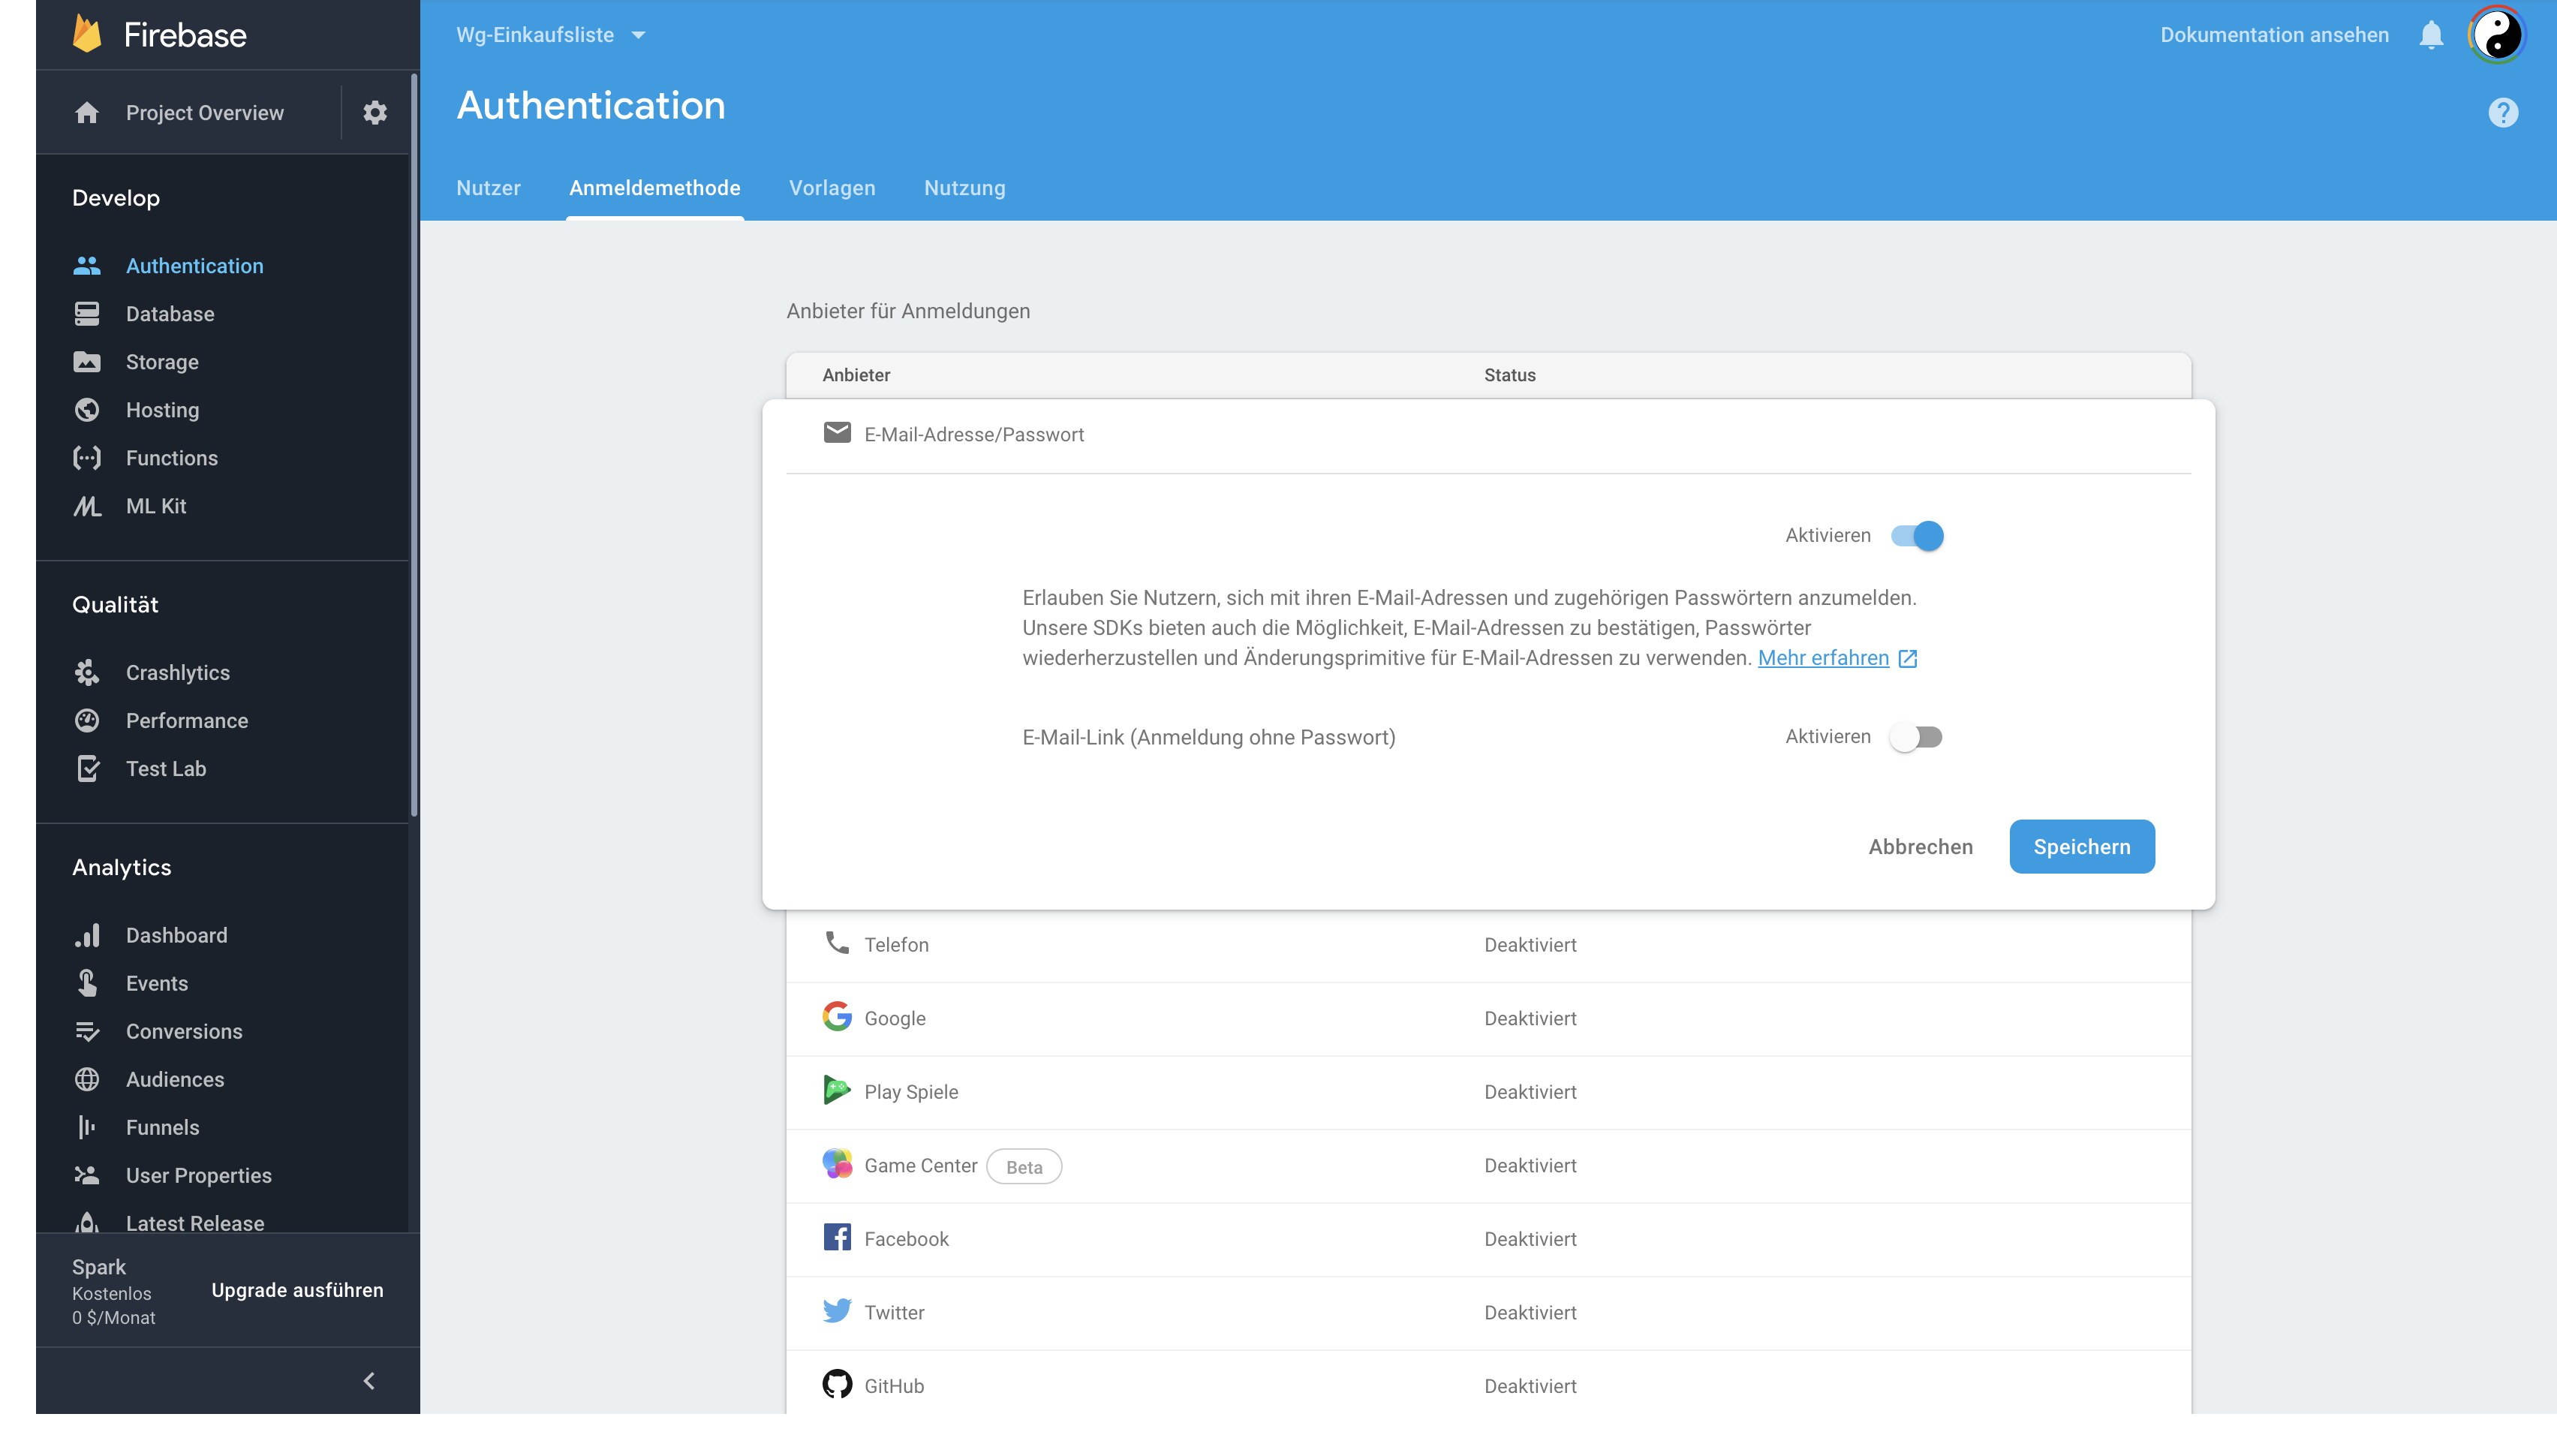 Firebase
Project Overview
Develop
Authentication
Database
Storage
Hosting
Functions
ML Kit
Qualität
Crashlytics
Performance
Test Lab
Analytics
Dashboard
Events
Conversions
Audiences
Funnels
User Properties
Latest Release
Spark
Kostenlos
0 $/Monat
Upgrade ausführen
Wg-Einkaufsliste
Dokumentation ansehen
Authentication
Nutzer Anmeldemethode Vorlagen Nutzung
Anbieter für Anmeldungen
Anbieter Status
E-Mail-Adresse/Passwort
Aktivieren
Erlauben Sie Nutzern, sich mit ihren E-Mail-Adressen und zugehörigen Passwörtern anzumelden.
Unsere SDKs bieten auch die Möglichkeit, E-Mail-Adressen zu bestätigen, Passwörter
wiederherzustellen und Änderungsprimitive für E-Mail-Adressen zu verwenden. Mehr erfahren
E-Mail-Link (Anmeldung ohne Passwort) Aktivieren
Abbrechen Speichern
Telefon Deaktiviert
Google Deaktiviert
Play Spiele Deaktiviert
Game Center Beta Deaktiviert
Facebook Deaktiviert
Twitter Deaktiviert
GitHub Deaktiviert